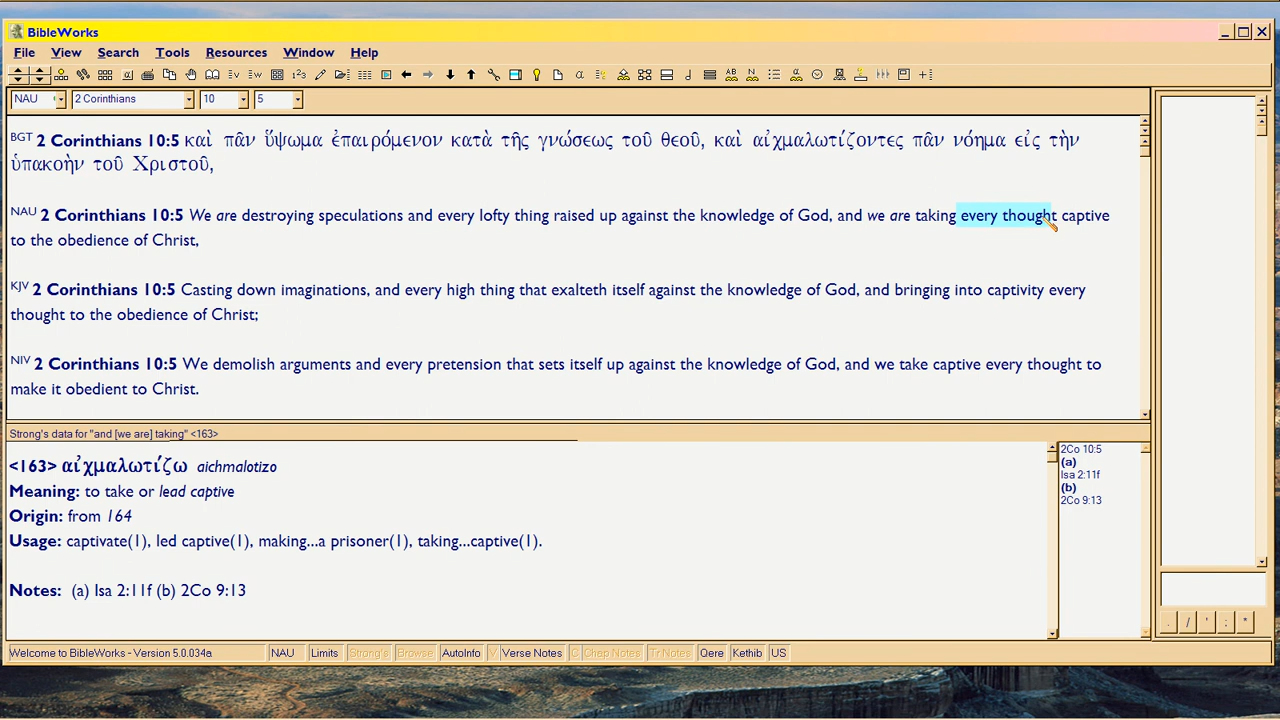 BibleWorks
File View Search Tools Resources Window Help
NAU 2 Corinthians 10 5
BGT 2 Corinthians 10:5 καὶ πᾶν ὕψωμα ἐπαιρόμενον κατὰ τῆς γνώσεως τοῦ θεοῦ, καὶ αἰχμαλωτίζοντες πᾶν νόημα εἰς τὴν
ὑπακοὴν τοῦ Χριστοῦ,
NAU 2 Corinthians 10:5 We are destroying speculations and every lofty thing raised up against the knowledge of God, and we are taking every thought captive
to the obedience of Christ,
KJV 2 Corinthians 10:5 Casting down imaginations, and every high thing that exalteth itself against the knowledge of God, and bringing into captivity every
thought to the obedience of Christ;
NIV 2 Corinthians 10:5 We demolish arguments and every pretension that sets itself up against the knowledge of God, and we take captive every thought to
make it obedient to Christ.
Strong's data for "and [we are] taking" <163>
<163> αἰχμαλωτίζω aichmalotizo
Meaning: to take or lead captive
Origin: from 164
Usage: captivate(1), led captive(1), making...a prisoner(1), taking...captive(1).
Notes: (a) Isa 2:11f (b) 2Co 9:13
2Co 10:5
(a)
Isa 2:11f
(b)
2Co 9:13
. / ' ; *
Welcome to BibleWorks - Version 5.0.034a NAU Limits Strong's Browse AutoInfo V Verse Notes C Chap Notes Tr Notes Qere Kethib US